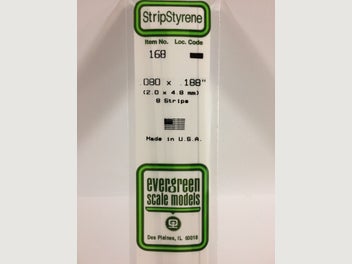 StripStyrene
Item No. Loc. Code
168
.080 x .188"
(2.0 x 4.8 mm)
8 Strips
Made in U.S.A.
evergreen
scale models
Des Plaines, IL 60018